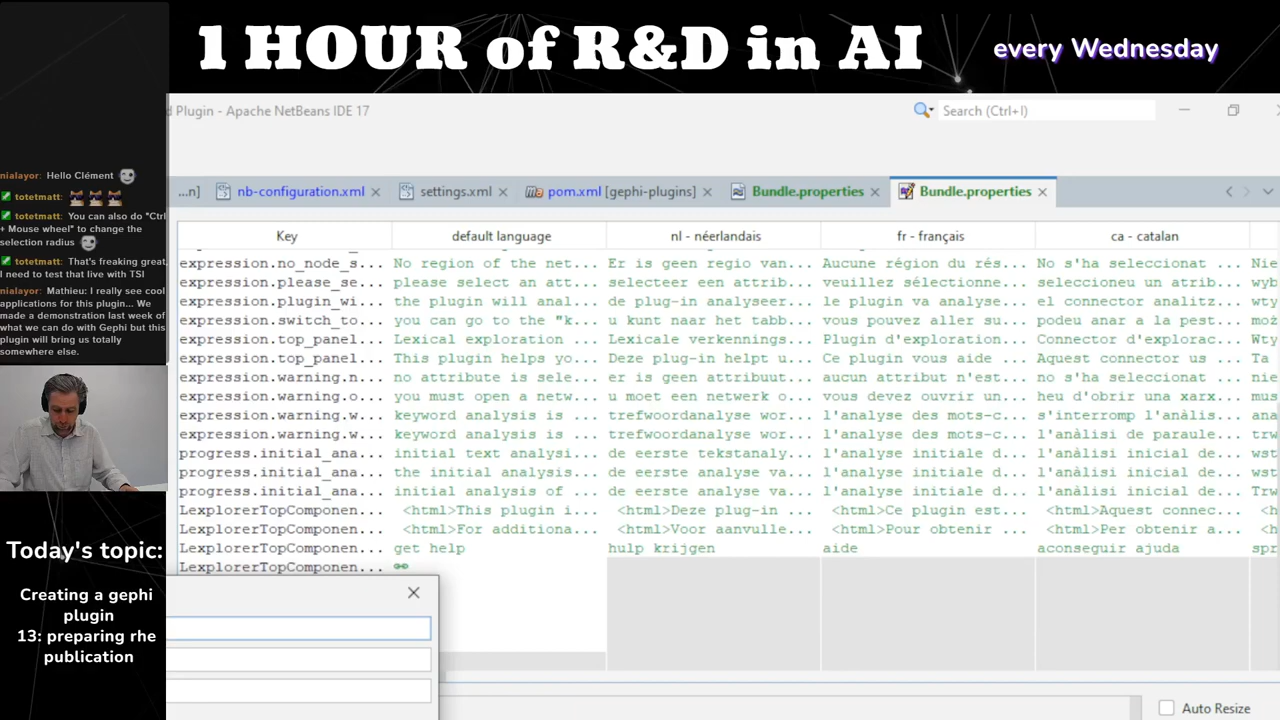 1 HOUR of R&D in AI
every Wednesday
d Plugin - Apache NetBeans IDE 17
Search (Ctrl+I)
...n]
nb-configuration.xml
settings.xml
pom.xml [gephi-plugins]
Bundle.properties
Bundle.properties
Key default language nl - néerlandais fr - français ca - catalan
expression.no_node_s... No region of the net... Er is geen regio van... Aucune région du rés... No s'ha seleccionat ... Nie
expression.please_se... please select an att... selecteer een attrib... veuillez sélectionne... seleccioneu un atrib... wyb
expression.plugin_wi... the plugin will anal... de plug-in analyseer... le plugin va analyse... el connector analitz... wty
expression.switch_to... you can go to the "k... u kunt naar het tabb... vous pouvez aller su... podeu anar a la pest... moż
expression.top_panel... Lexical exploration ... Lexicale verkennings... Plugin d'exploration... Connector d'explorac... Wty
expression.top_panel... This plugin helps yo... Deze plug-in helpt u... Ce plugin vous aide ... Aquest connector us ... Ta
expression.warning.n... no attribute is sele... er is geen attribuut... aucun attribut n'est... no s'ha seleccionat ... nie
expression.warning.o... you must open a netw... u moet een netwerk o... vous devez ouvrir un... heu d'obrir una xarx... mus
expression.warning.w... keyword analysis is ... trefwoordanalyse wor... l'analyse des mots-c... s'interromp l'anàlis... ana
expression.warning.w... keyword analysis is ... trefwoordanalyse wor... l'analyse des mots-c... l'anàlisi de paraule... trw
progress.initial_ana... initial text analysi... de eerste tekstanaly... l'analyse initiale d... l'anàlisi inicial de... wst
progress.initial_ana... the initial analysis... de eerste analyse va... l'analyse initiale d... l'anàlisi inicial de... wst
progress.initial_ana... initial analysis of ... de eerste analyse va... l'analyse initiale d... l'anàlisi inicial de... Trw
LexplorerTopComponen... <html>This plugin i... <html>Deze plug-in ... <html>Ce plugin est... <html>Aquest connec... <h
LexplorerTopComponen... <html>For additiona... <html>Voor aanvulle... <html>Pour obtenir ... <html>Per obtenir a... <h
LexplorerTopComponen... get help hulp krijgen aide aconseguir ajuda spr
LexplorerTopComponen...
Auto Resize
nialayor: Hello Clément
totetmatt:
totetmatt: You can also do "Ctrl
+ Mouse wheel" to change the
selection radius
totetmatt: That's freaking great,
I need to test that live with TSI
nialayor: Mathieu: I really see cool
applications for this plugin... We
made a demonstration last week of
what we can do with Gephi but this
plugin will bring us totally
somewhere else.
Today's topic:
Creating a gephi
plugin
13: preparing rhe
publication